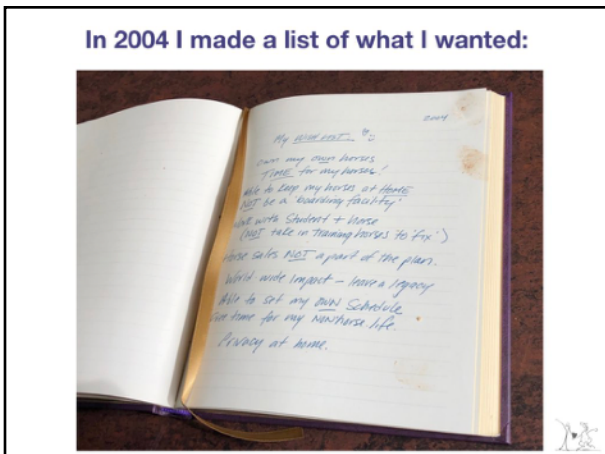 In 2004 I made a list of what I wanted:
2004
My WISH LIST:
own my own horses
TIME for my horses!
able to keep my horses at HOME
NOT be a 'boarding facility'
work with Student + horse
(NOT take in training horses to 'fix')
Horse sales NOT a part of the plan.
World-wide impact - leave a legacy
Able to set my OWN Schedule
time for my NONhorse life.
Privacy at home.